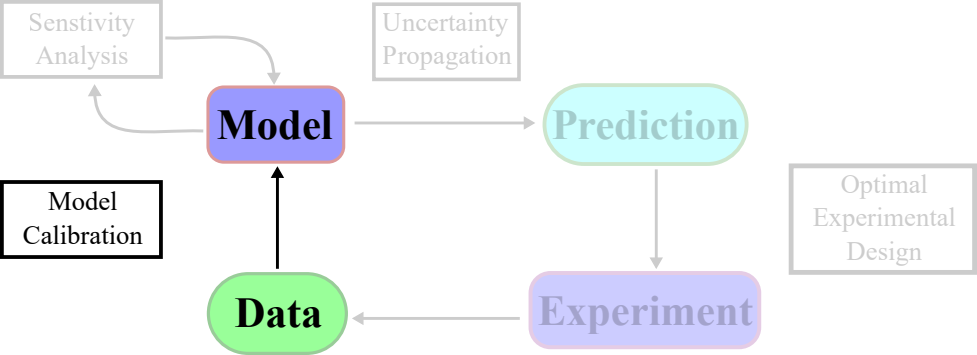 Senstivity
Analysis
Uncertainty
Propagation
Model
Prediction
Model
Calibration
Optimal
Experimental
Design
Data
Experiment